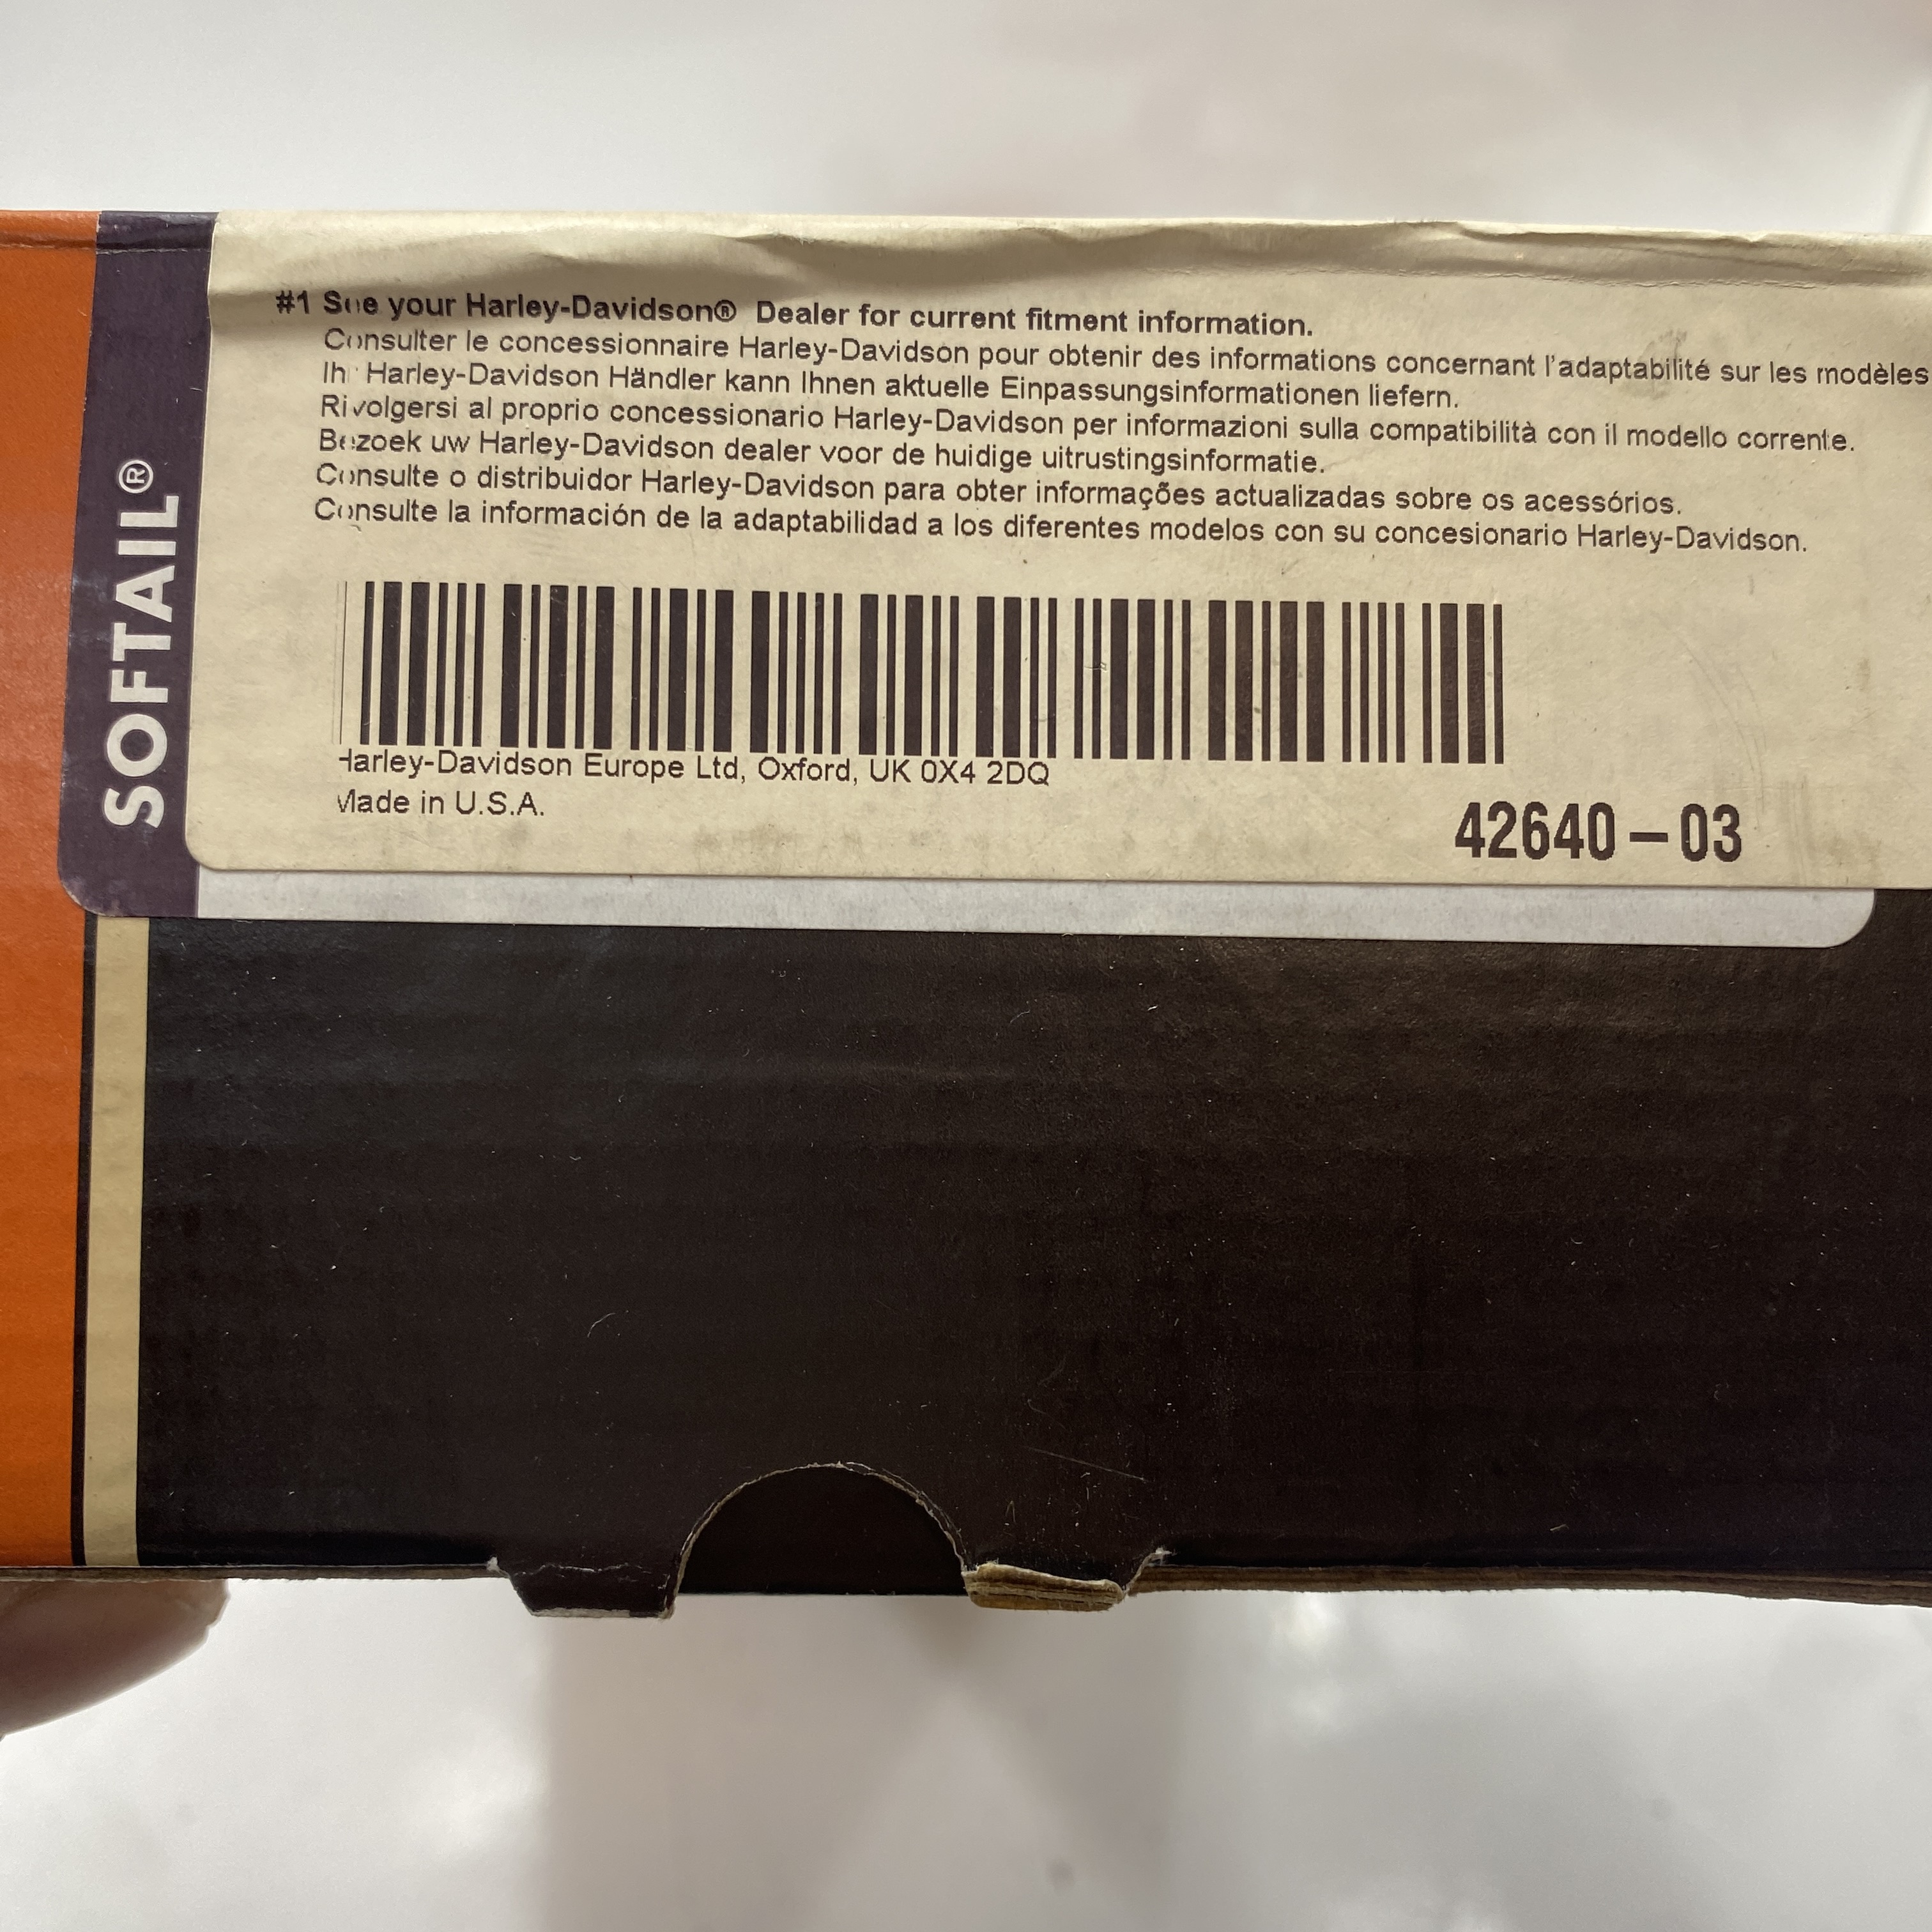 SOFTAIL®
#1 See your Harley-Davidson® Dealer for current fitment information.
Consulter le concessionnaire Harley-Davidson pour obtenir des informations concernant l'adaptabilité sur les modèles
Ihr Harley-Davidson Händler kann Ihnen aktuelle Einpassungsinformationen liefern.
Rivolgersi al proprio concessionario Harley-Davidson per informazioni sulla compatibilità con il modello corrente.
Bezoek uw Harley-Davidson dealer voor de huidige uitrustingsinformatie.
Consulte o distribuidor Harley-Davidson para obter informações actualizadas sobre os acessórios.
Consulte la información de la adaptabilidad a los diferentes modelos con su concesionario Harley-Davidson.
Harley-Davidson Europe Ltd, Oxford, UK 0X4 2DQ
Made in U.S.A.
42640-03